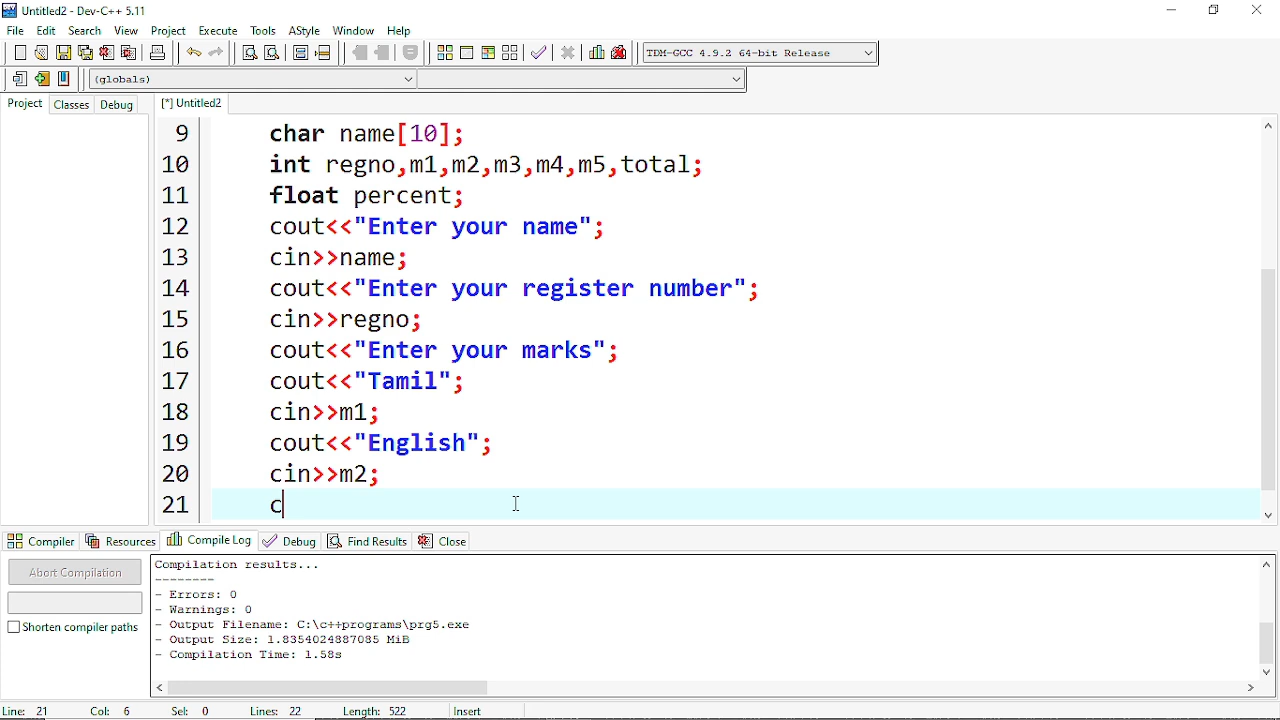 Untitled2 - Dev-C++ 5.11
File Edit Search View Project Execute Tools AStyle Window Help
TDM-GCC 4.9.2 64-bit Release
(globals)
Project Classes Debug [*] Untitled2
9 char name[10];
10 int regno,m1,m2,m3,m4,m5,total;
11 float percent;
12 cout<<"Enter your name";
13 cin>>name;
14 cout<<"Enter your register number";
15 cin>>regno;
16 cout<<"Enter your marks";
17 cout<<"Tamil";
18 cin>>m1;
19 cout<<"English";
20 cin>>m2;
21 c
Compiler Resources Compile Log Debug Find Results Close
Abort Compilation
Shorten compiler paths
Compilation results...
--------
- Errors: 0
- Warnings: 0
- Output Filename: C:\c++programs\prg5.exe
- Output Size: 1.8354024887085 MiB
- Compilation Time: 1.58s
Line: 21 Col: 6 Sel: 0 Lines: 22 Length: 522 Insert